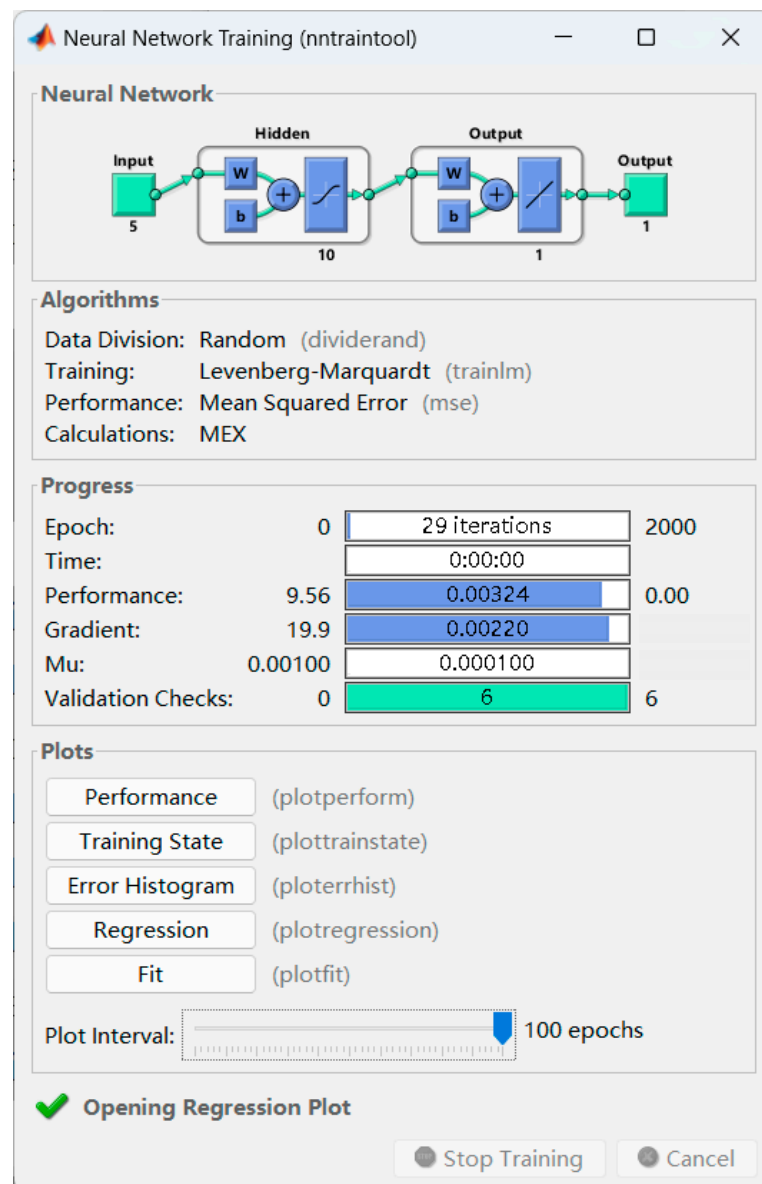 Neural Network Training (nntraintool)
Neural Network
Hidden Output
Input Output
W W
+ +
b b
5 1
10 1
Algorithms
Data Division: Random (dividerand)
Training: Levenberg-Marquardt (trainlm)
Performance: Mean Squared Error (mse)
Calculations: MEX
Progress
Epoch: 0 29 iterations 2000
Time: 0:00:00
Performance: 9.56 0.00324 0.00
Gradient: 19.9 0.00220
Mu: 0.00100 0.000100
Validation Checks: 0 6 6
Plots
Performance (plotperform)
Training State (plottrainstate)
Error Histogram (ploterrhist)
Regression (plotregression)
Fit (plotfit)
Plot Interval: 100 epochs
Opening Regression Plot
Stop Training Cancel